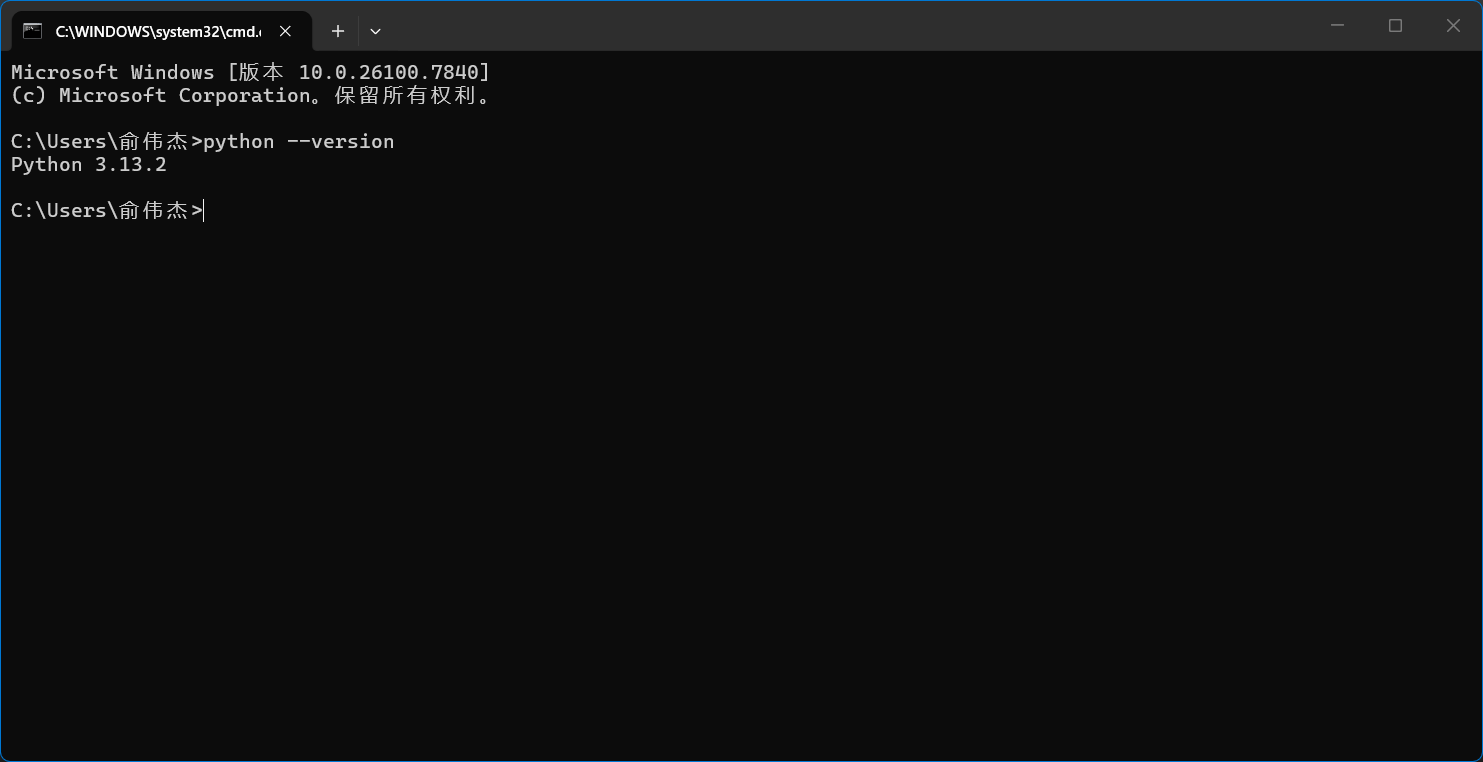 C:\WINDOWS\system32\cmd.
Microsoft Windows [版本 10.0.26100.7840]
(c) Microsoft Corporation。保留所有权利。
C:\Users\俞伟杰>python --version
Python 3.13.2
C:\Users\俞伟杰>